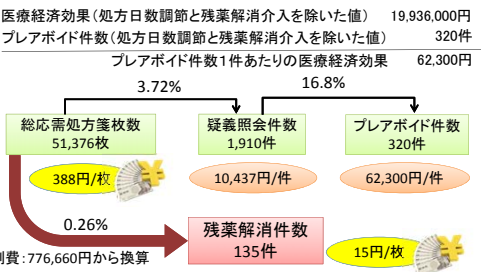 医療経済効果(処方日数調節と残薬解消介入を除いた値) 19,936,000円
プレアボイド件数(処方日数調節と残薬解消介入を除いた値) 320件
プレアボイド件数1件あたりの医療経済効果 62,300円
3.72% 16.8%
総応需処方箋枚数 疑義照会件数 プレアボイド件数
51,376枚 1,910件 320件
388円/枚 10,437円/件 62,300円/件
0.26% 残薬解消件数
135件 15円/枚
費:776,660円から換算